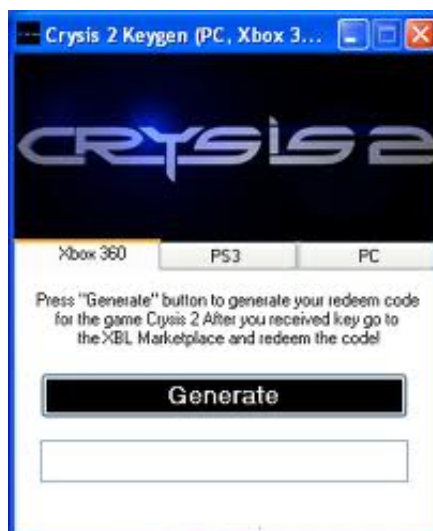 Crysis 2 Keygen (PC, Xbox 3...
CRYSIS 2
Xbox 360 PS3 PC
Press "Generate" button to generate your redeem code
for the game Crysis 2 After you received key go to
the XBL Marketplace and redeem the code!
Generate